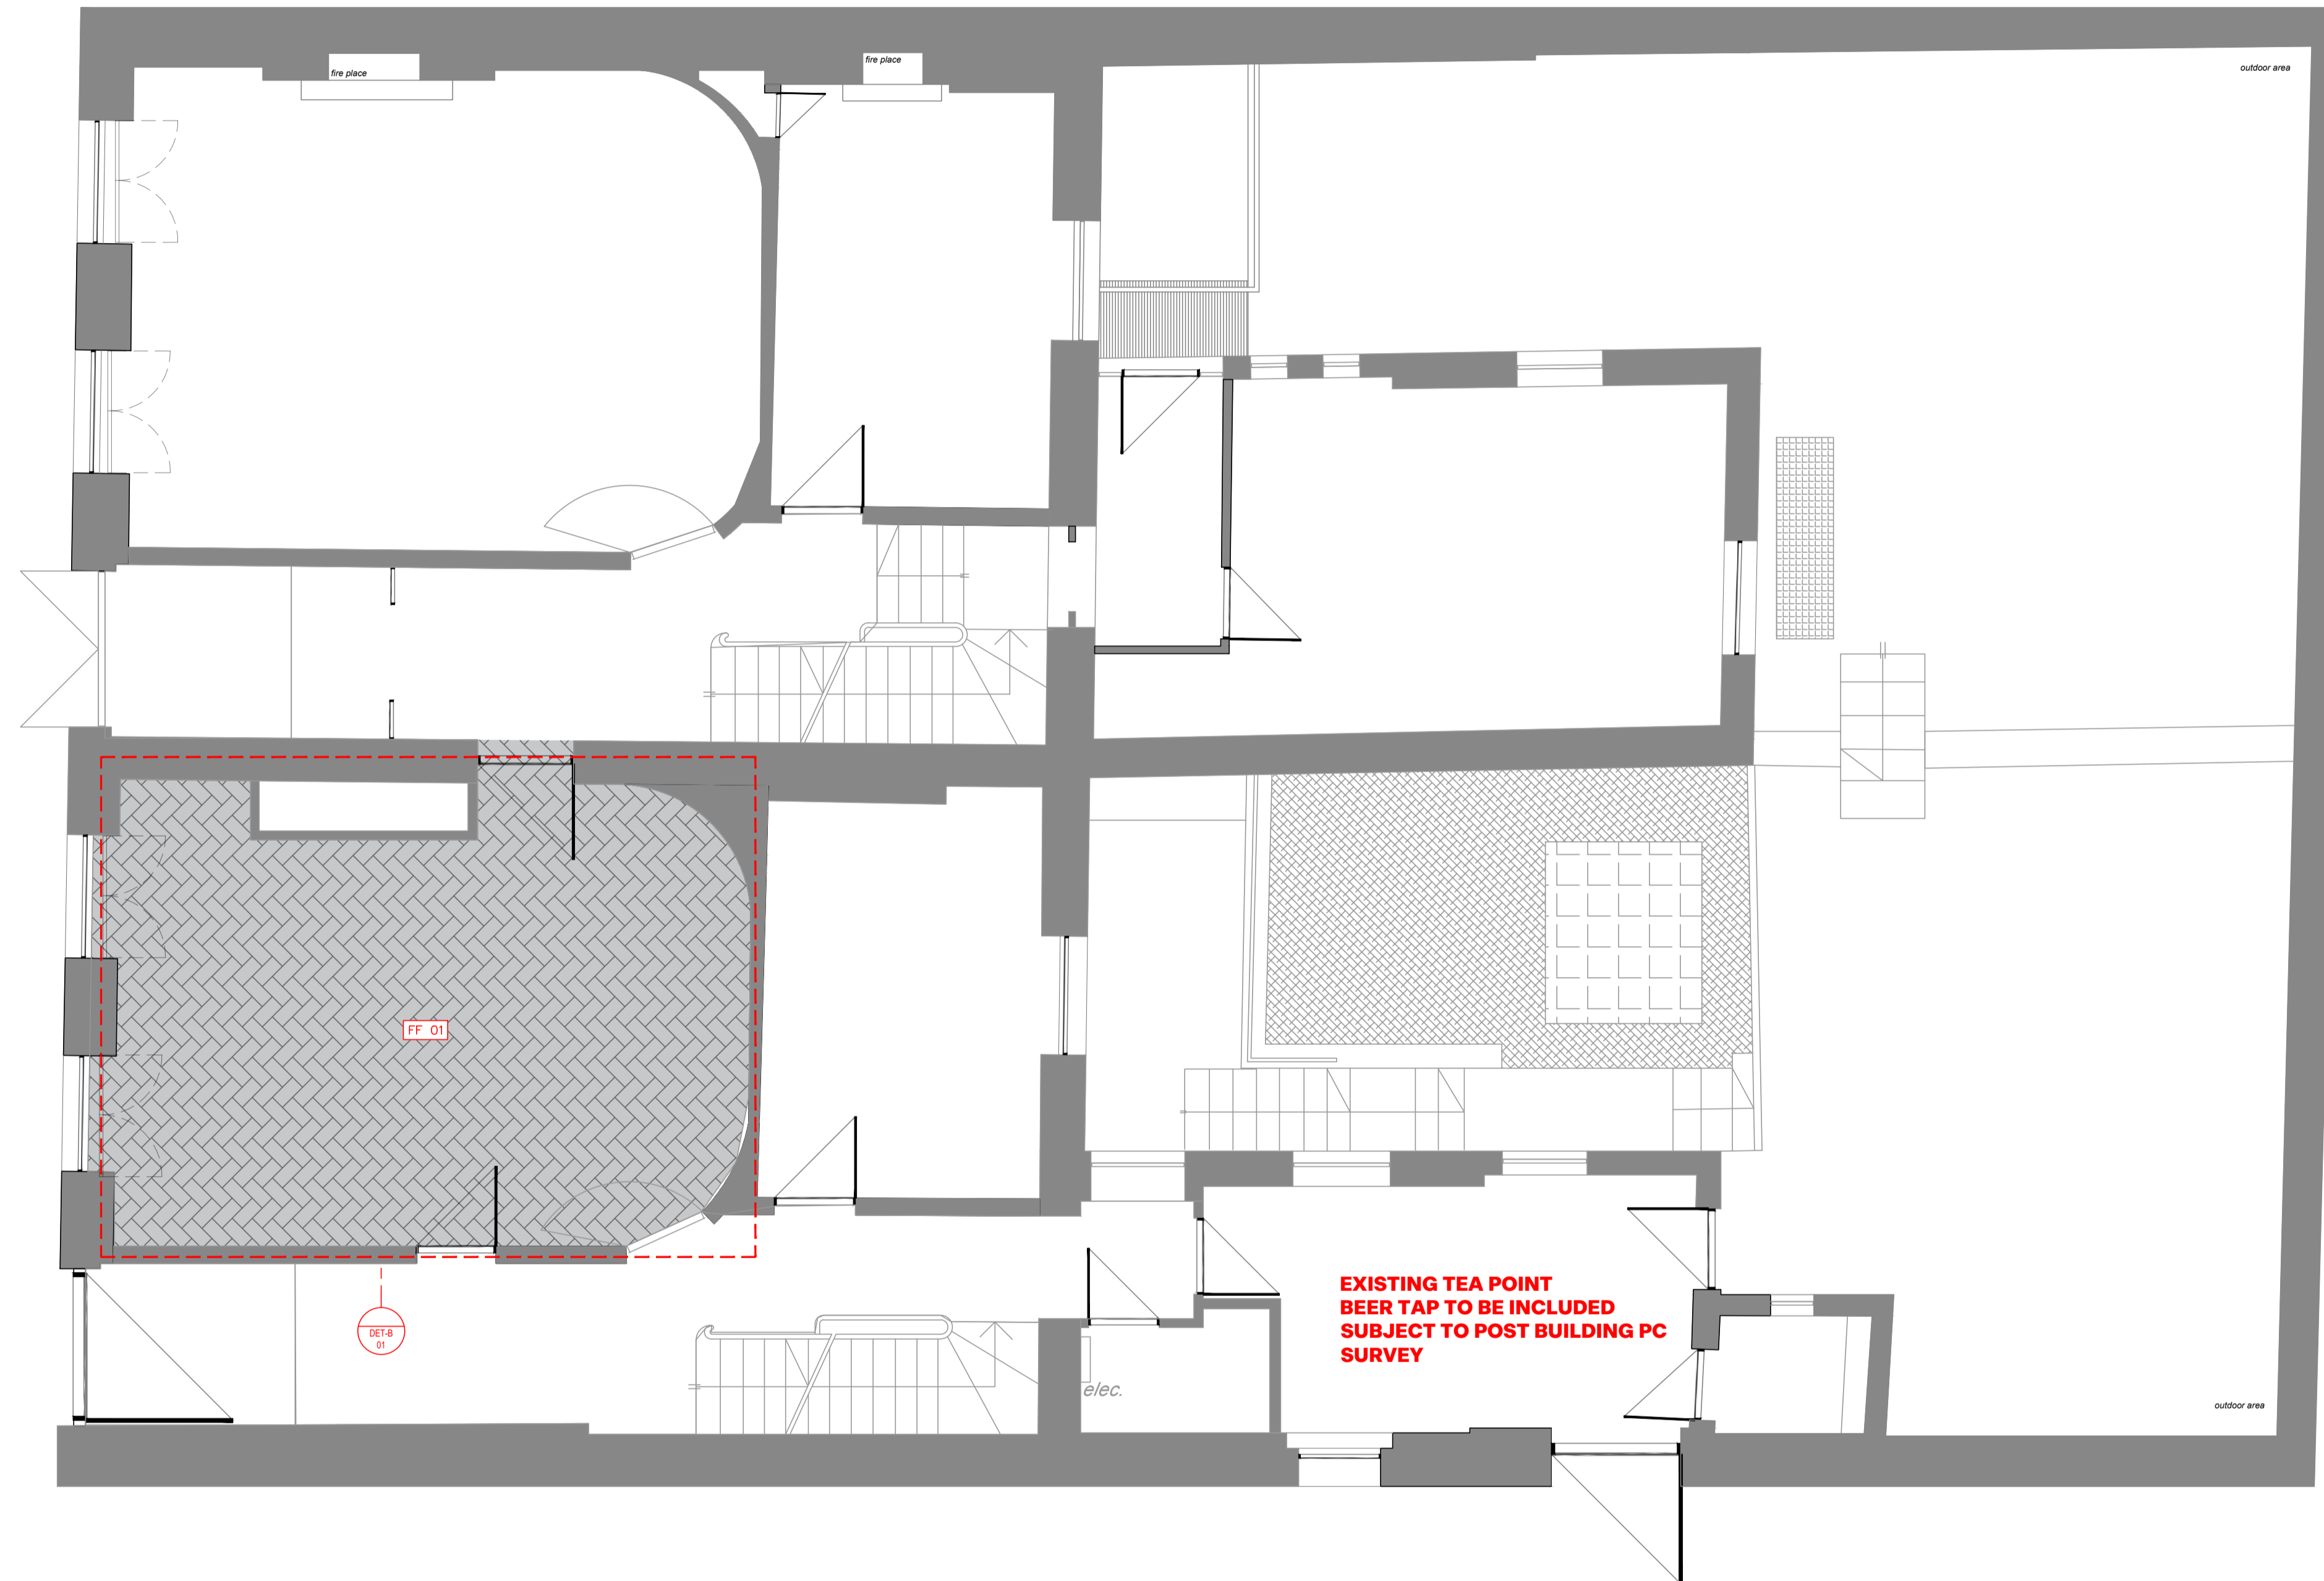 fire place
fire place
outdoor area
FF 01
DET-B
01
EXISTING TEA POINT
BEER TAP TO BE INCLUDED
SUBJECT TO POST BUILDING PC
SURVEY
elec.
outdoor area